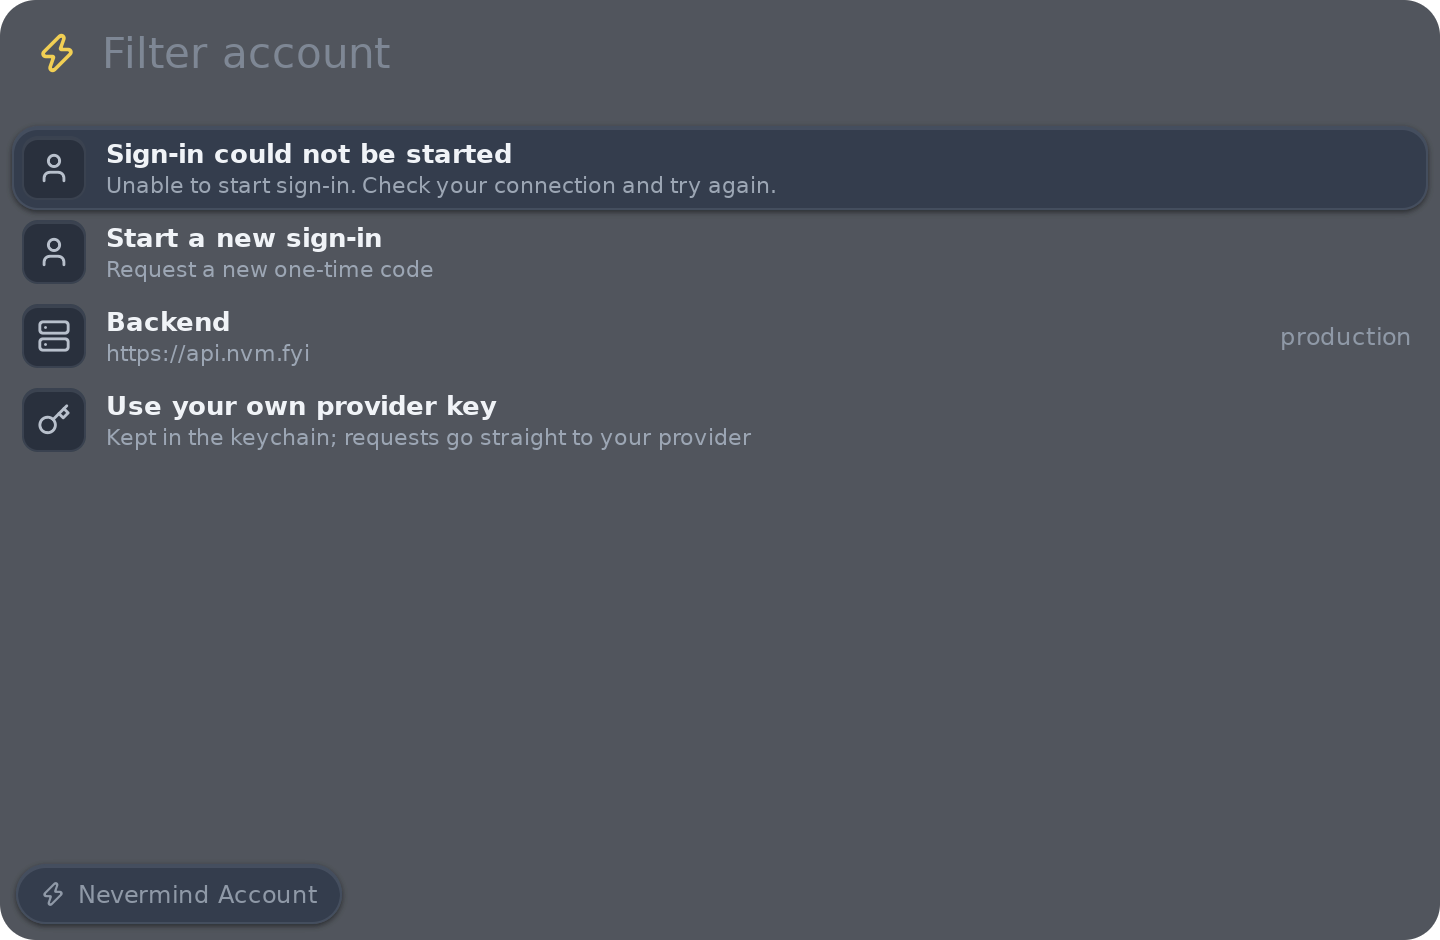 Filter account
Sign-in could not be started
Unable to start sign-in. Check your connection and try again.
Start a new sign-in
Request a new one-time code
Backend
https://api.nvm.fyi
production
Use your own provider key
Kept in the keychain; requests go straight to your provider
Nevermind Account